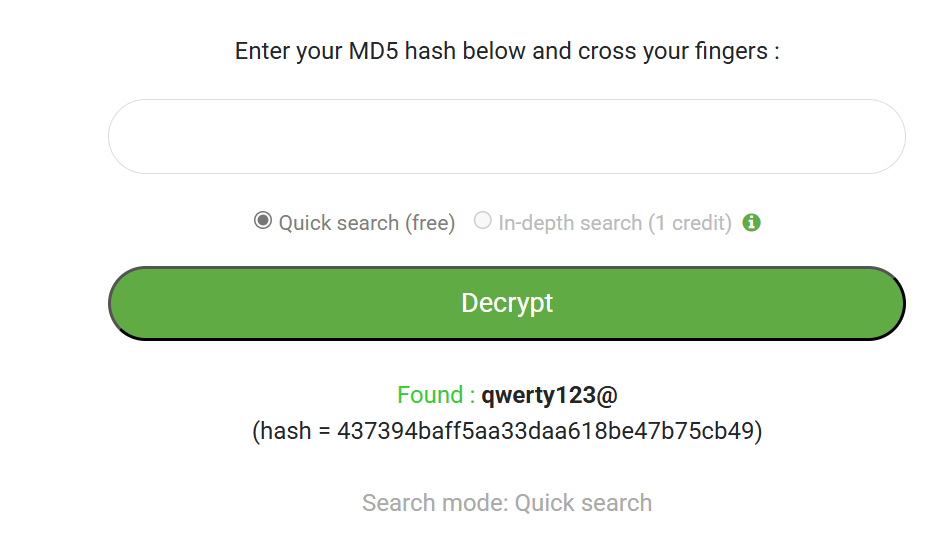 Enter your MD5 hash below and cross your fingers :
Quick search (free) In-depth search (1 credit)
Decrypt
Found : qwerty123@
(hash = 437394baff5aa33daa618be47b75cb49)
Search mode: Quick search